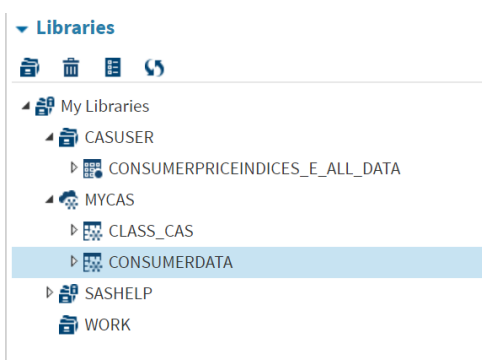 Libraries
My Libraries
CASUSER
CONSUMERPRICEINDICES_E_ALL_DATA
MYCAS
CLASS_CAS
CONSUMERDATA
SASHELP
WORK